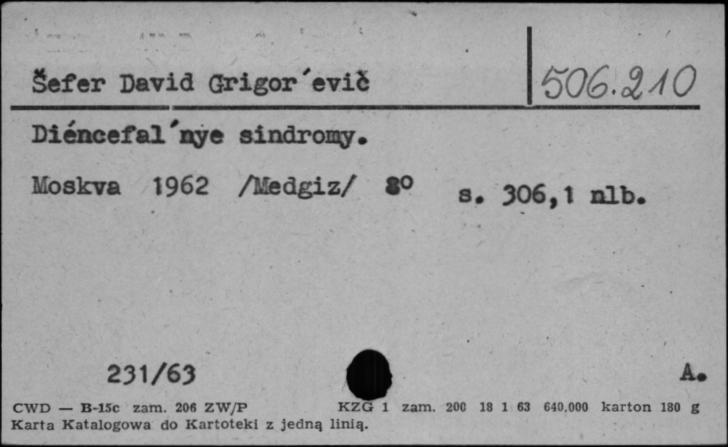 Šefer David Grigor´evič 506.210
Diéncefal´nye sindromy.
Moskva 1962 /Medgiz/ 8º s. 306,1 nlb.
231/63 A.
CWD — B-15c zam. 206 ZW/P KZG 1 zam. 200 18 1 63 640.000 karton 180 g
Karta Katalogowa do Kartoteki z jedną linią.